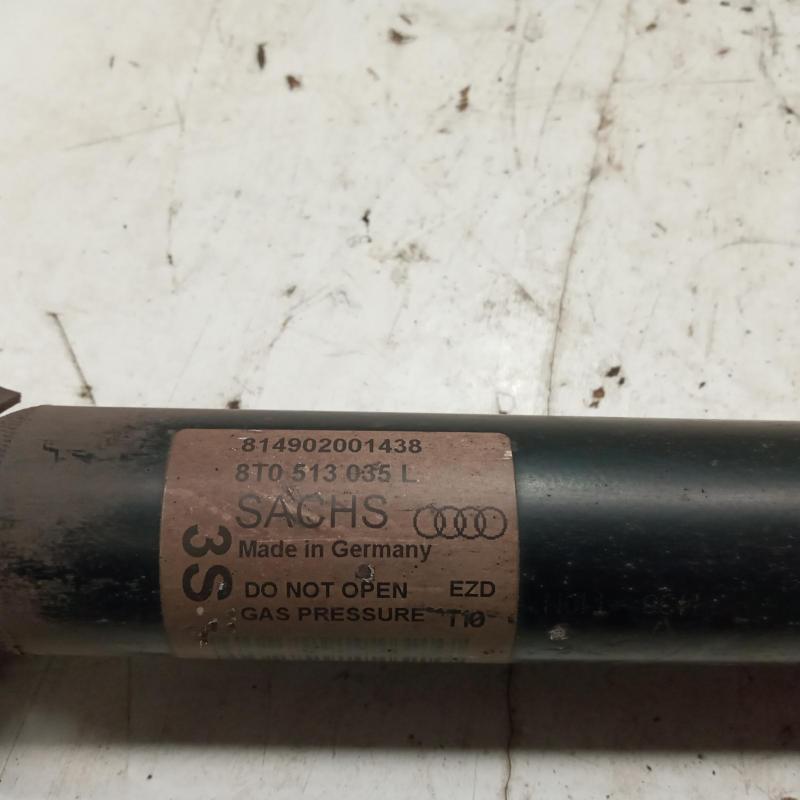 814902001438
8T0 513 035 L
SACHS
3S
Made in Germany
DO NOT OPEN EZD
GAS PRESSURE T10